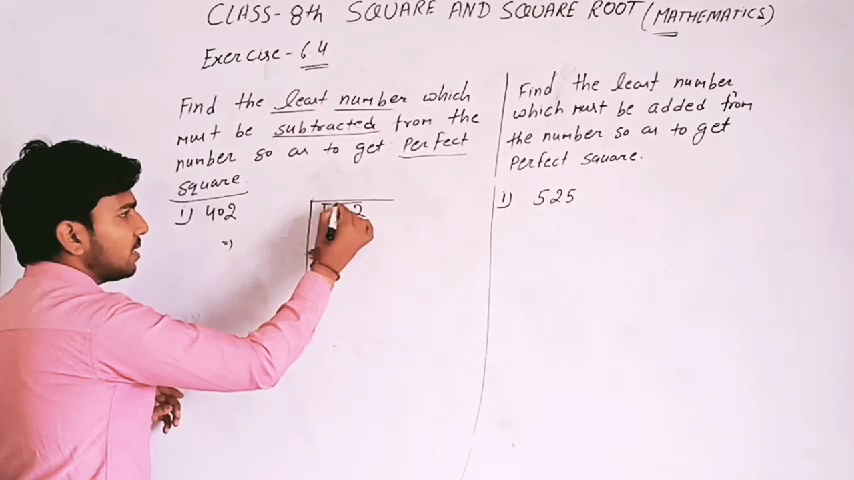 CLASS-8th SQUARE AND SQUARE ROOT (MATHEMATICS)
Exercise-6.4
Find the least number which
must be subtracted from the
number so as to get Perfect
square.
i) 402
=)
2
Find the least number
which must be added from
the number so as to get
Perfect square.
i) 525